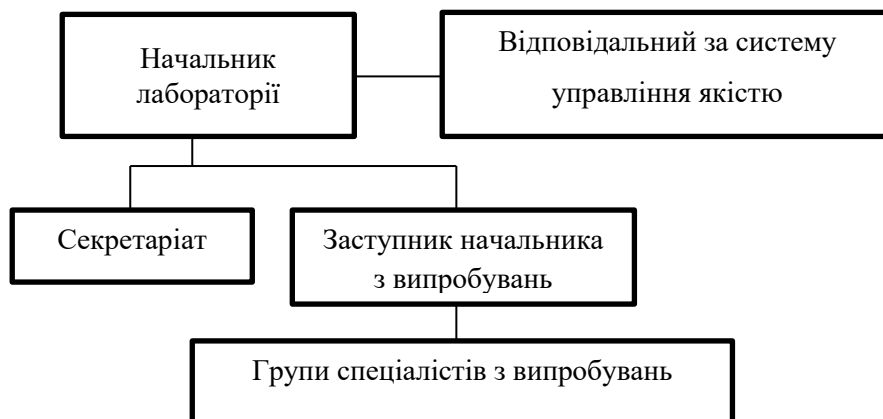 Начальник
лабораторії
Відповідальний за систему
управління якістю
Секретаріат
Заступник начальника
з випробувань
Групи спеціалістів з випробувань